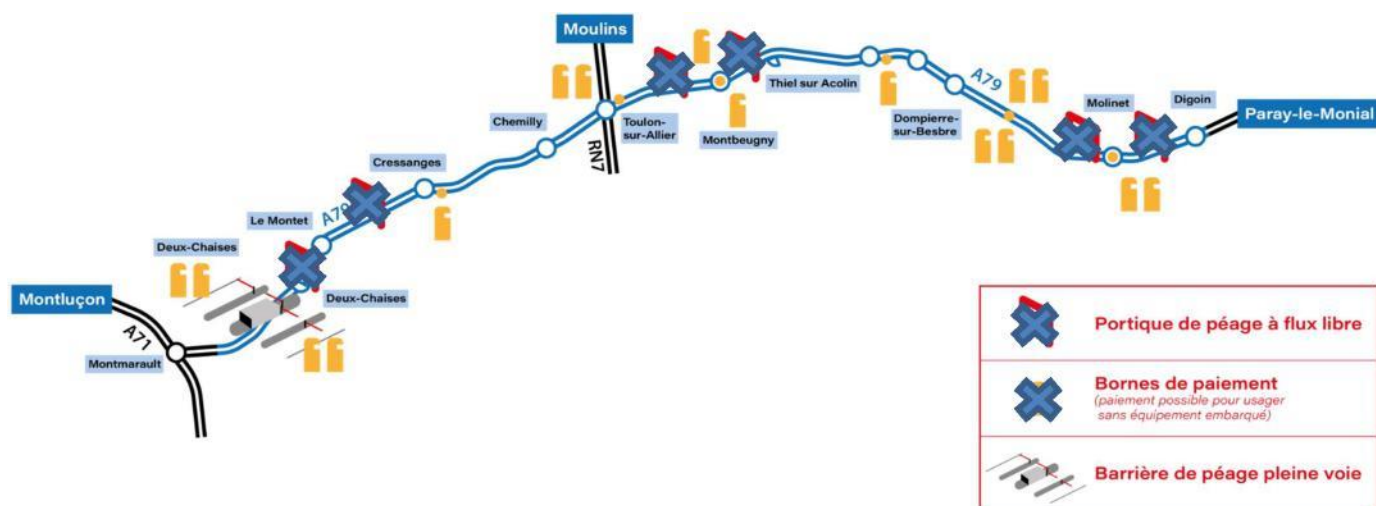 Moulins
Thiel sur Acolin
A79
Molinet
Digoin
Paray-le-Monial
Chemilly
Toulon-
sur-Allier
Montbeugny
Dompierre-
sur-Besbre
RN7
Cressanges
Le Montet
A79
Deux-Chaises
Deux-Chaises
Montluçon
A71
Montmarault
Portique de péage à flux libre
Bornes de paiement
(paiement possible pour usager
sans équipement embarqué)
Barrière de péage pleine voie